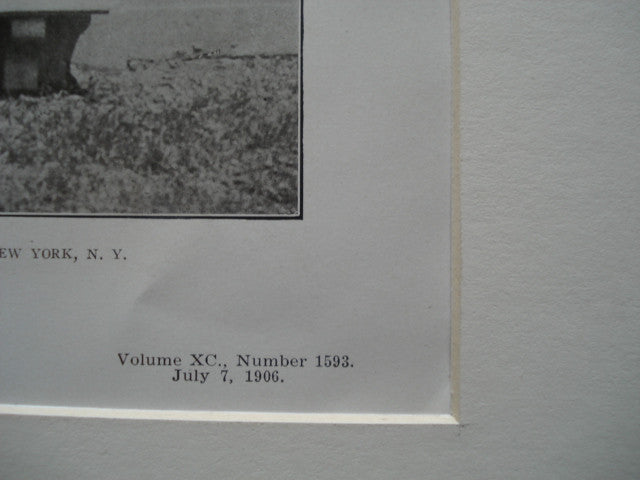 EW YORK, N. Y.
Volume XC., Number 1593.
July 7, 1906.